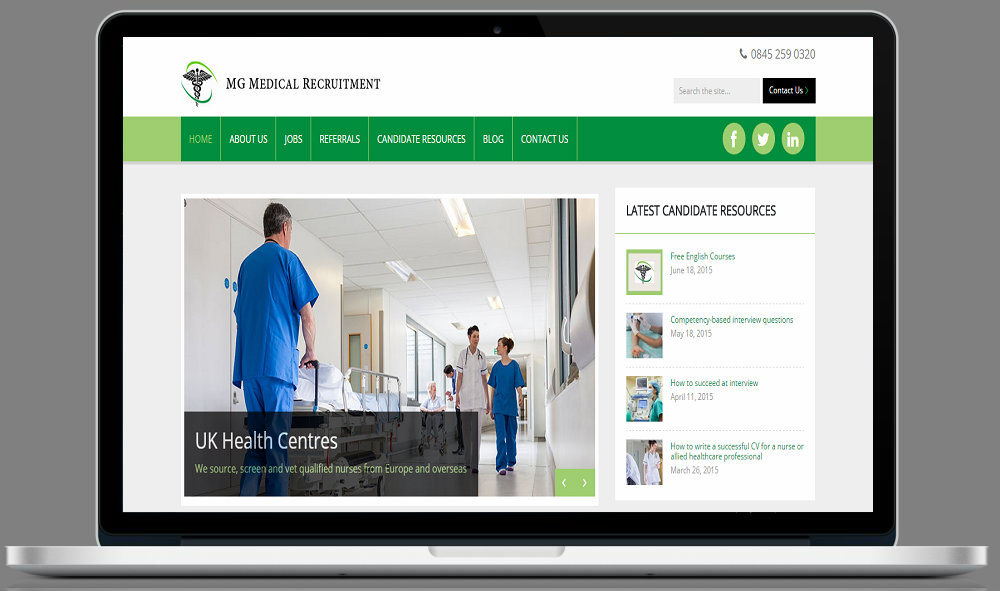 0845 259 0320
MG Medical Recruitment
Search the site...
Contact Us
HOME
ABOUT US
JOBS
REFERRALS
CANDIDATE RESOURCES
BLOG
CONTACT US
LATEST CANDIDATE RESOURCES
Free English Courses
June 18, 2015
Competency-based interview questions
May 18, 2015
How to succeed at interview
April 11, 2015
How to write a successful CV for a nurse or
allied healthcare professional
March 26, 2015
UK Health Centres
We source, screen and vet qualified nurses from Europe and overseas